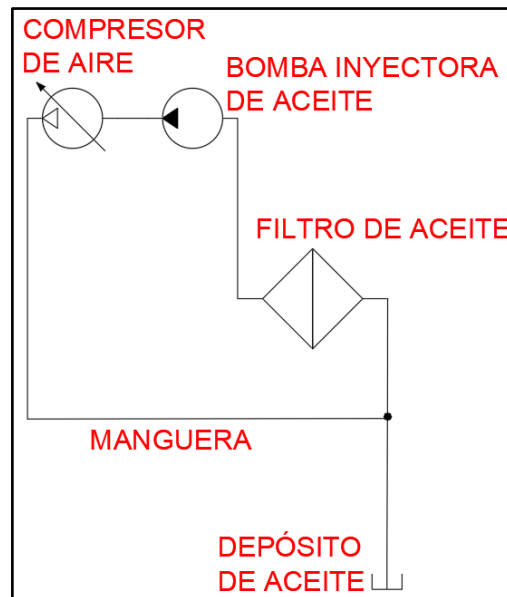 COMPRESOR
DE AIRE
BOMBA INYECTORA
DE ACEITE
FILTRO DE ACEITE
MANGUERA
DEPÓSITO
DE ACEITE